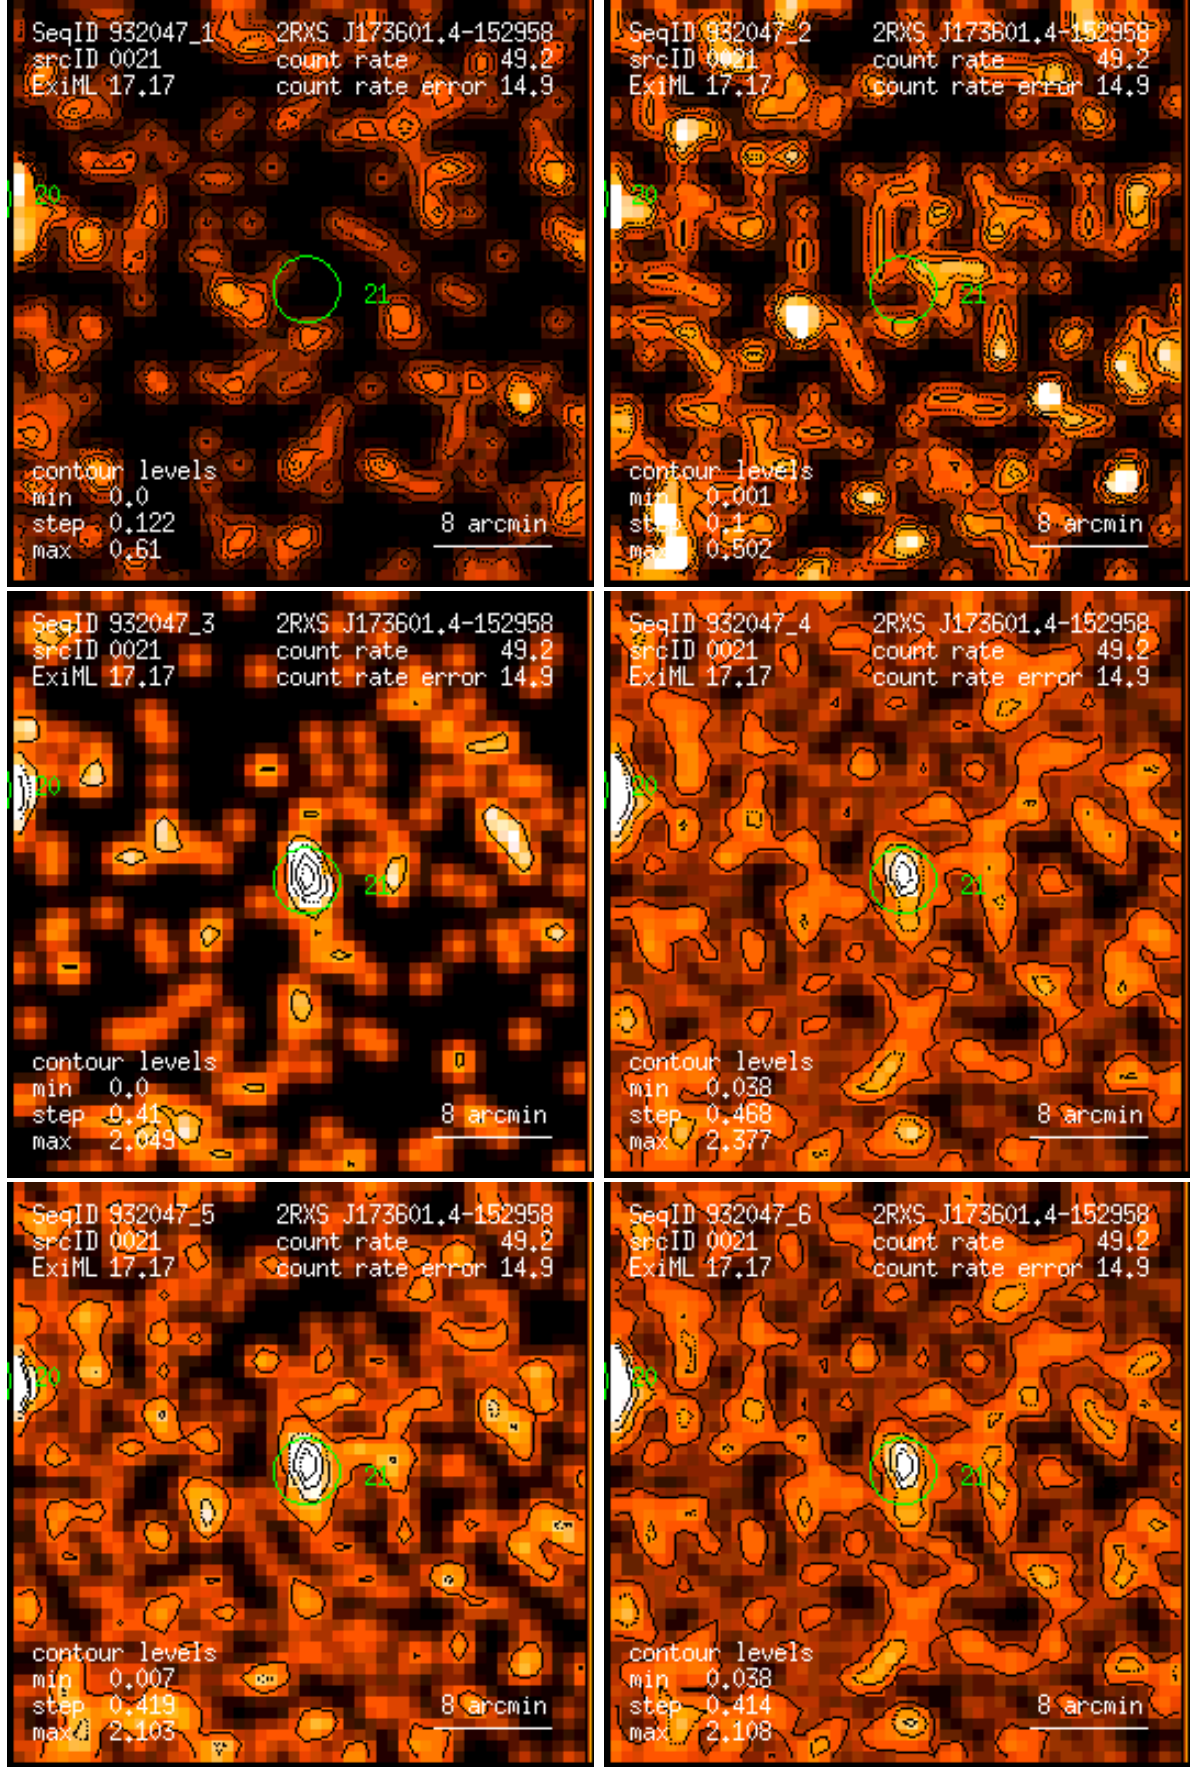 SeqID 932047_1 2RXS J173601.4-152958
srcID 0021 count rate 49.2
ExiML 17.17 count rate error 14.9
20
21
contour levels
min 0.0
step 0.122 8 arcmin
max 0.61
SeqID 932047_2 2RXS J173601.4-152958
srcID 0021 count rate 49.2
ExiML 17.17 count rate error 14.9
20
21
contour levels
min 0.001
step 0.1 8 arcmin
max 0.502
SeqID 932047_3 2RXS J173601.4-152958
srcID 0021 count rate 49.2
ExiML 17.17 count rate error 14.9
20
21
contour levels
min 0.0
step 0.41 8 arcmin
max 2.049
SeqID 932047_4 2RXS J173601.4-152958
srcID 0021 count rate 49.2
ExiML 17.17 count rate error 14.9
20
21
contour levels
min 0.038
step 0.468 8 arcmin
max 2.377
SeqID 932047_5 2RXS J173601.4-152958
srcID 0021 count rate 49.2
ExiML 17.17 count rate error 14.9
20
21
contour levels
min 0.007
step 0.419 8 arcmin
max 2.103
SeqID 932047_6 2RXS J173601.4-152958
srcID 0021 count rate 49.2
ExiML 17.17 count rate error 14.9
20
21
contour levels
min 0.038
step 0.414 8 arcmin
max 2.108